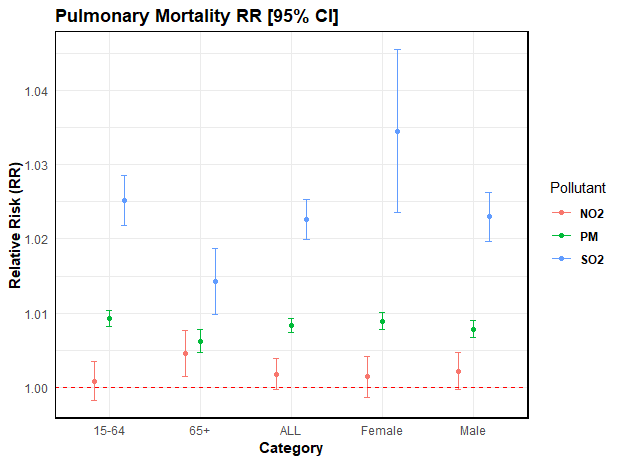 Pulmonary Mortality RR [95% CI]
1.04
1.03
1.02
1.01
1.00
Relative Risk (RR)
15-64 65+ ALL Female Male
Category
Pollutant
NO2
PM
SO2